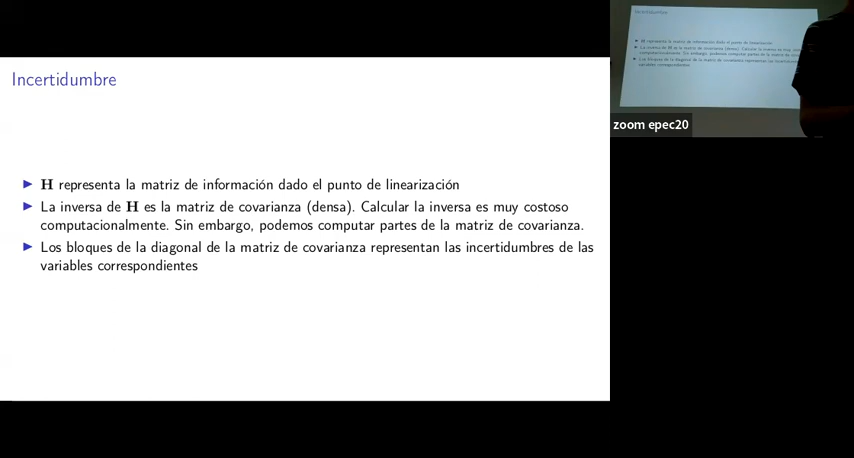 Incertidumbre
H representa la matriz de información dado el punto de linearización
La inversa de H es la matriz de covarianza (densa). Calcular la inversa es muy costoso
computacionalmente. Sin embargo, podemos computar partes de la matriz de covarianza.
Los bloques de la diagonal de la matriz de covarianza representan las incertidumbres de las
variables correspondientes
zoom epec20